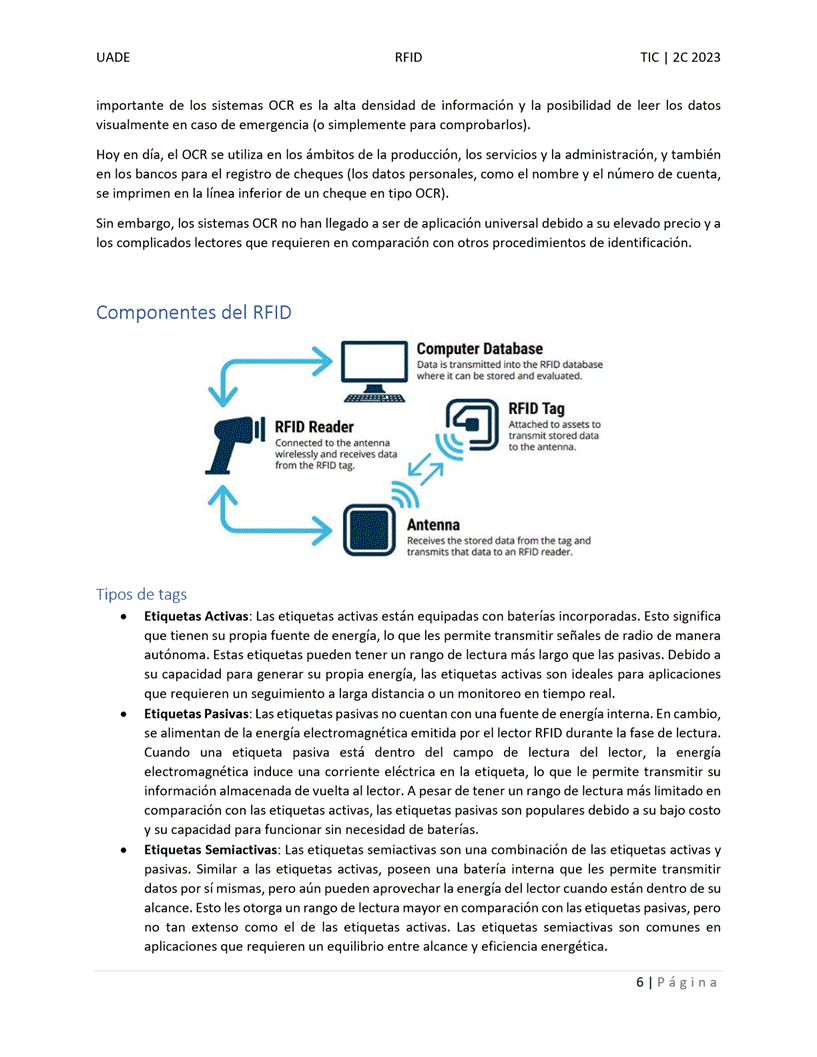 UADE RFID TIC | 2C 2023
importante de los sistemas OCR es la alta densidad de información y la posibilidad de leer los datos
visualmente en caso de emergencia (o simplemente para comprobarlos).
Hoy en día, el OCR se utiliza en los ámbitos de la producción, los servicios y la administración, y también
en los bancos para el registro de cheques (los datos personales, como el nombre y el número de cuenta,
se imprimen en la línea inferior de un cheque en tipo OCR).
Sin embargo, los sistemas OCR no han llegado a ser de aplicación universal debido a su elevado precio y a
los complicados lectores que requieren en comparación con otros procedimientos de identificación.
Componentes del RFID
Computer Database
Data is transmitted into the RFID database
where it can be stored and evaluated.
RFID Tag
Attached to assets to
transmit stored data
to the antenna.
RFID Reader
Connected to the antenna
wirelessly and receives data
from the RFID tag.
Antenna
Receives the stored data from the tag and
transmits that data to an RFID reader.
Tipos de tags
• Etiquetas Activas: Las etiquetas activas están equipadas con baterías incorporadas. Esto significa
que tienen su propia fuente de energía, lo que les permite transmitir señales de radio de manera
autónoma. Estas etiquetas pueden tener un rango de lectura más largo que las pasivas. Debido a
su capacidad para generar su propia energía, las etiquetas activas son ideales para aplicaciones
que requieren un seguimiento a larga distancia o un monitoreo en tiempo real.
• Etiquetas Pasivas: Las etiquetas pasivas no cuentan con una fuente de energía interna. En cambio,
se alimentan de la energía electromagnética emitida por el lector RFID durante la fase de lectura.
Cuando una etiqueta pasiva está dentro del campo de lectura del lector, la energía
electromagnética induce una corriente eléctrica en la etiqueta, lo que le permite transmitir su
información almacenada de vuelta al lector. A pesar de tener un rango de lectura más limitado en
comparación con las etiquetas activas, las etiquetas pasivas son populares debido a su bajo costo
y su capacidad para funcionar sin necesidad de baterías.
• Etiquetas Semiactivas: Las etiquetas semiactivas son una combinación de las etiquetas activas y
pasivas. Similar a las etiquetas activas, poseen una batería interna que les permite transmitir
datos por sí mismas, pero aún pueden aprovechar la energía del lector cuando están dentro de su
alcance. Esto les otorga un rango de lectura mayor en comparación con las etiquetas pasivas, pero
no tan extenso como el de las etiquetas activas. Las etiquetas semiactivas son comunes en
aplicaciones que requieren un equilibrio entre alcance y eficiencia energética.
6 | Página